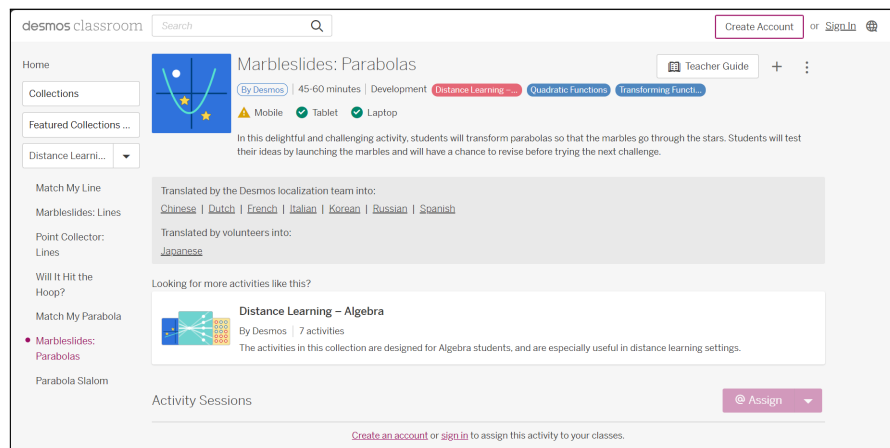 desmos classroom
Search
Create Account or Sign In
Home
Collections
Featured Collections ...
Distance Learni...
Match My Line
Marbleslides: Lines
Point Collector:
Lines
Will It Hit the
Hoop?
Match My Parabola
Marbleslides:
Parabolas
Parabola Slalom
Marbleslides: Parabolas
Teacher Guide
By Desmos | 45-60 minutes | Development Distance Learning –... Quadratic Functions Transforming Functi...
Mobile Tablet Laptop
In this delightful and challenging activity, students will transform parabolas so that the marbles go through the stars. Students will test
their ideas by launching the marbles and will have a chance to revise before trying the next challenge.
Translated by the Desmos localization team into:
Chinese | Dutch | French | Italian | Korean | Russian | Spanish
Translated by volunteers into:
Japanese
Looking for more activities like this?
Distance Learning – Algebra
By Desmos | 7 activities
The activities in this collection are designed for Algebra students, and are especially useful in distance learning settings.
Activity Sessions
@ Assign
Create an account or sign in to assign this activity to your classes.